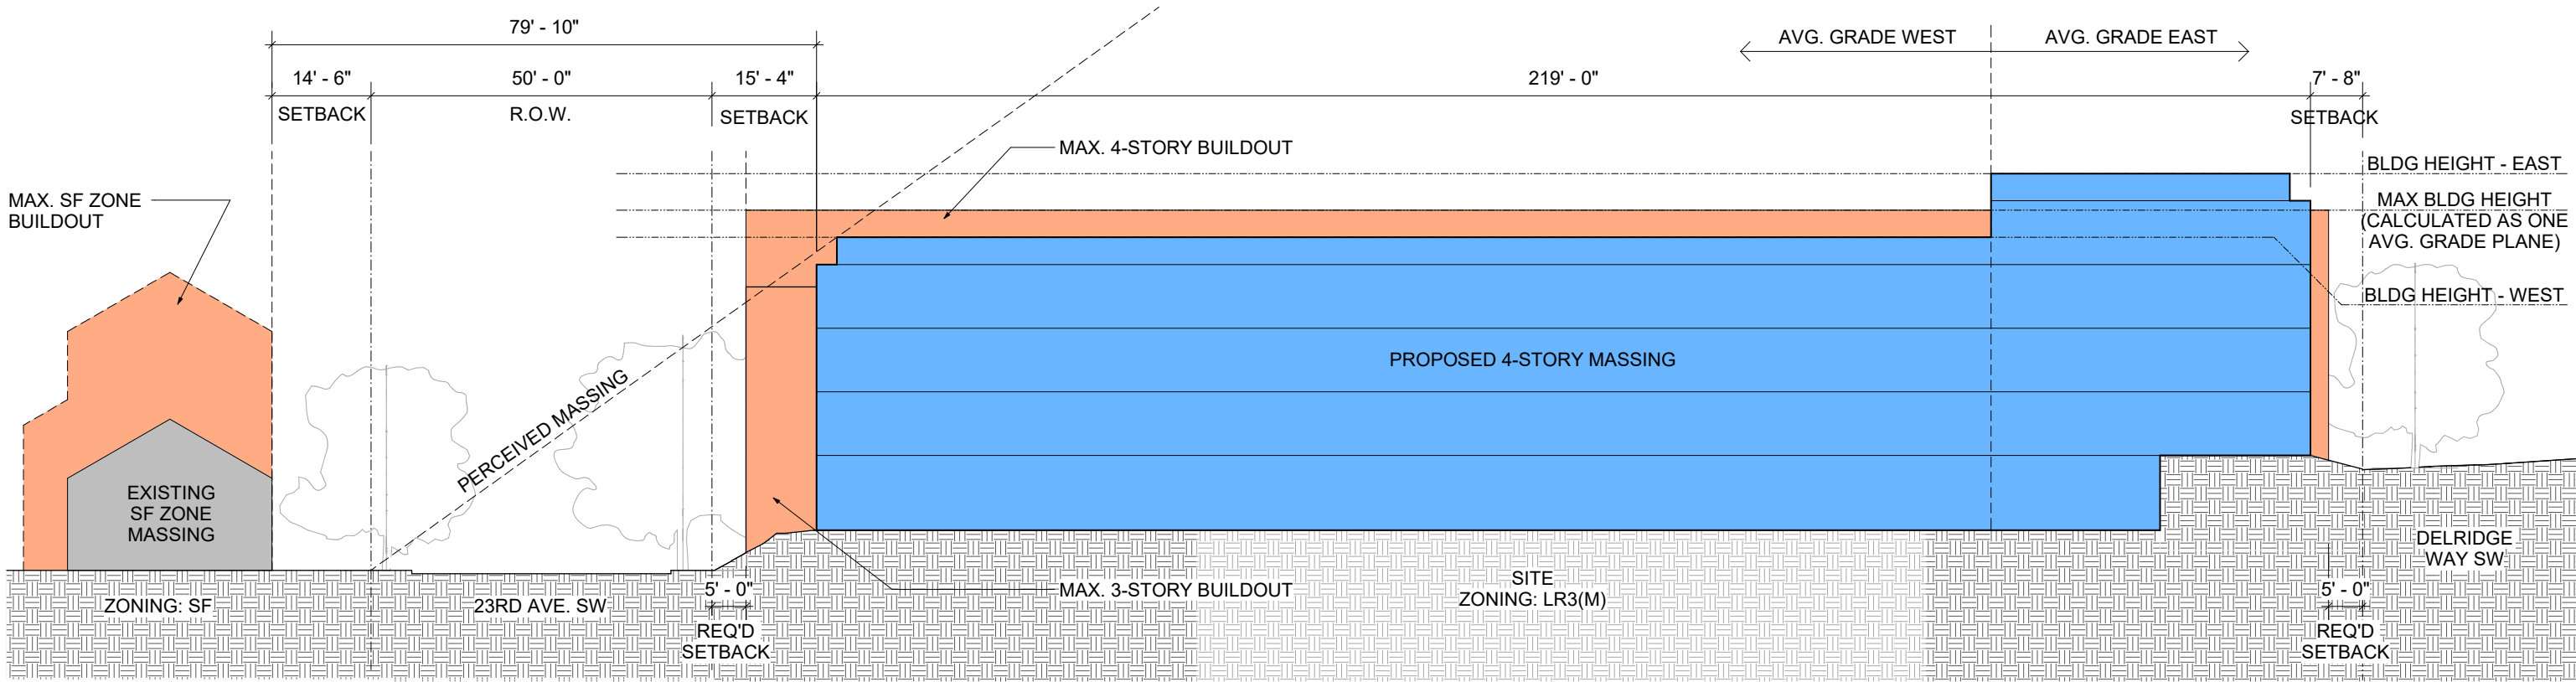 79' - 10"
AVG. GRADE WEST
AVG. GRADE EAST
14' - 6"
50' - 0"
15' - 4"
219' - 0"
7' - 8"
SETBACK
R.O.W.
SETBACK
SETBACK
MAX. 4-STORY BUILDOUT
BLDG HEIGHT - EAST
MAX. SF ZONE
BUILDOUT
MAX BLDG HEIGHT
(CALCULATED AS ONE
AVG. GRADE PLANE)
BLDG HEIGHT - WEST
PROPOSED 4-STORY MASSING
PERCEIVED MASSING
EXISTING
SF ZONE
MASSING
DELRIDGE
WAY SW
ZONING: SF
23RD AVE. SW
5' - 0"
MAX. 3-STORY BUILDOUT
SITE
ZONING: LR3(M)
5' - 0"
REQ'D
SETBACK
REQ'D
SETBACK